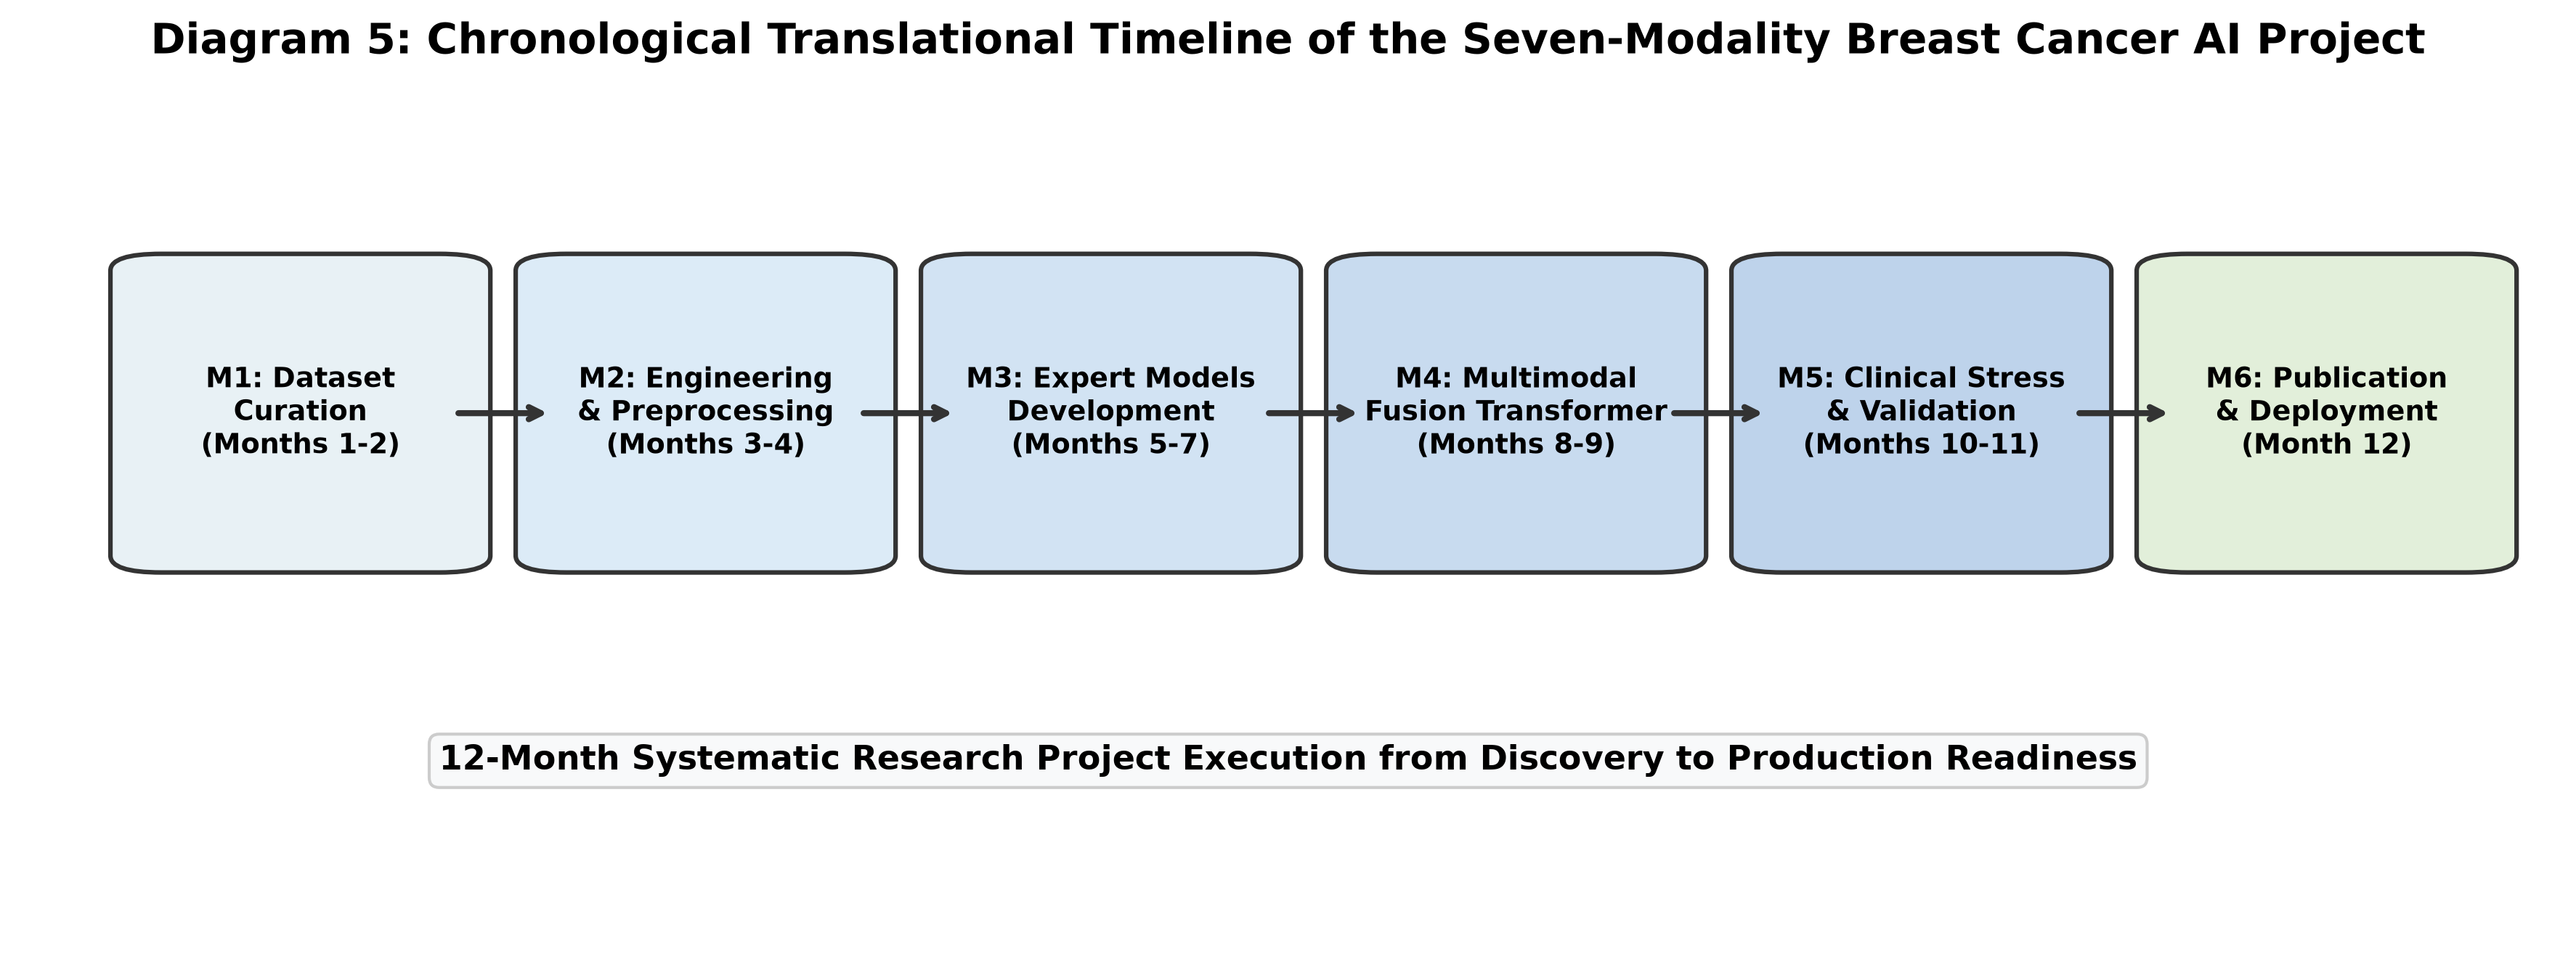 Diagram 5: Chronological Translational Timeline of the Seven-Modality Breast Cancer AI Project
M1: Dataset
Curation
(Months 1-2)
M2: Engineering
& Preprocessing
(Months 3-4)
M3: Expert Models
Development
(Months 5-7)
M4: Multimodal
Fusion Transformer
(Months 8-9)
M5: Clinical Stress
& Validation
(Months 10-11)
M6: Publication
& Deployment
(Month 12)
12-Month Systematic Research Project Execution from Discovery to Production Readiness